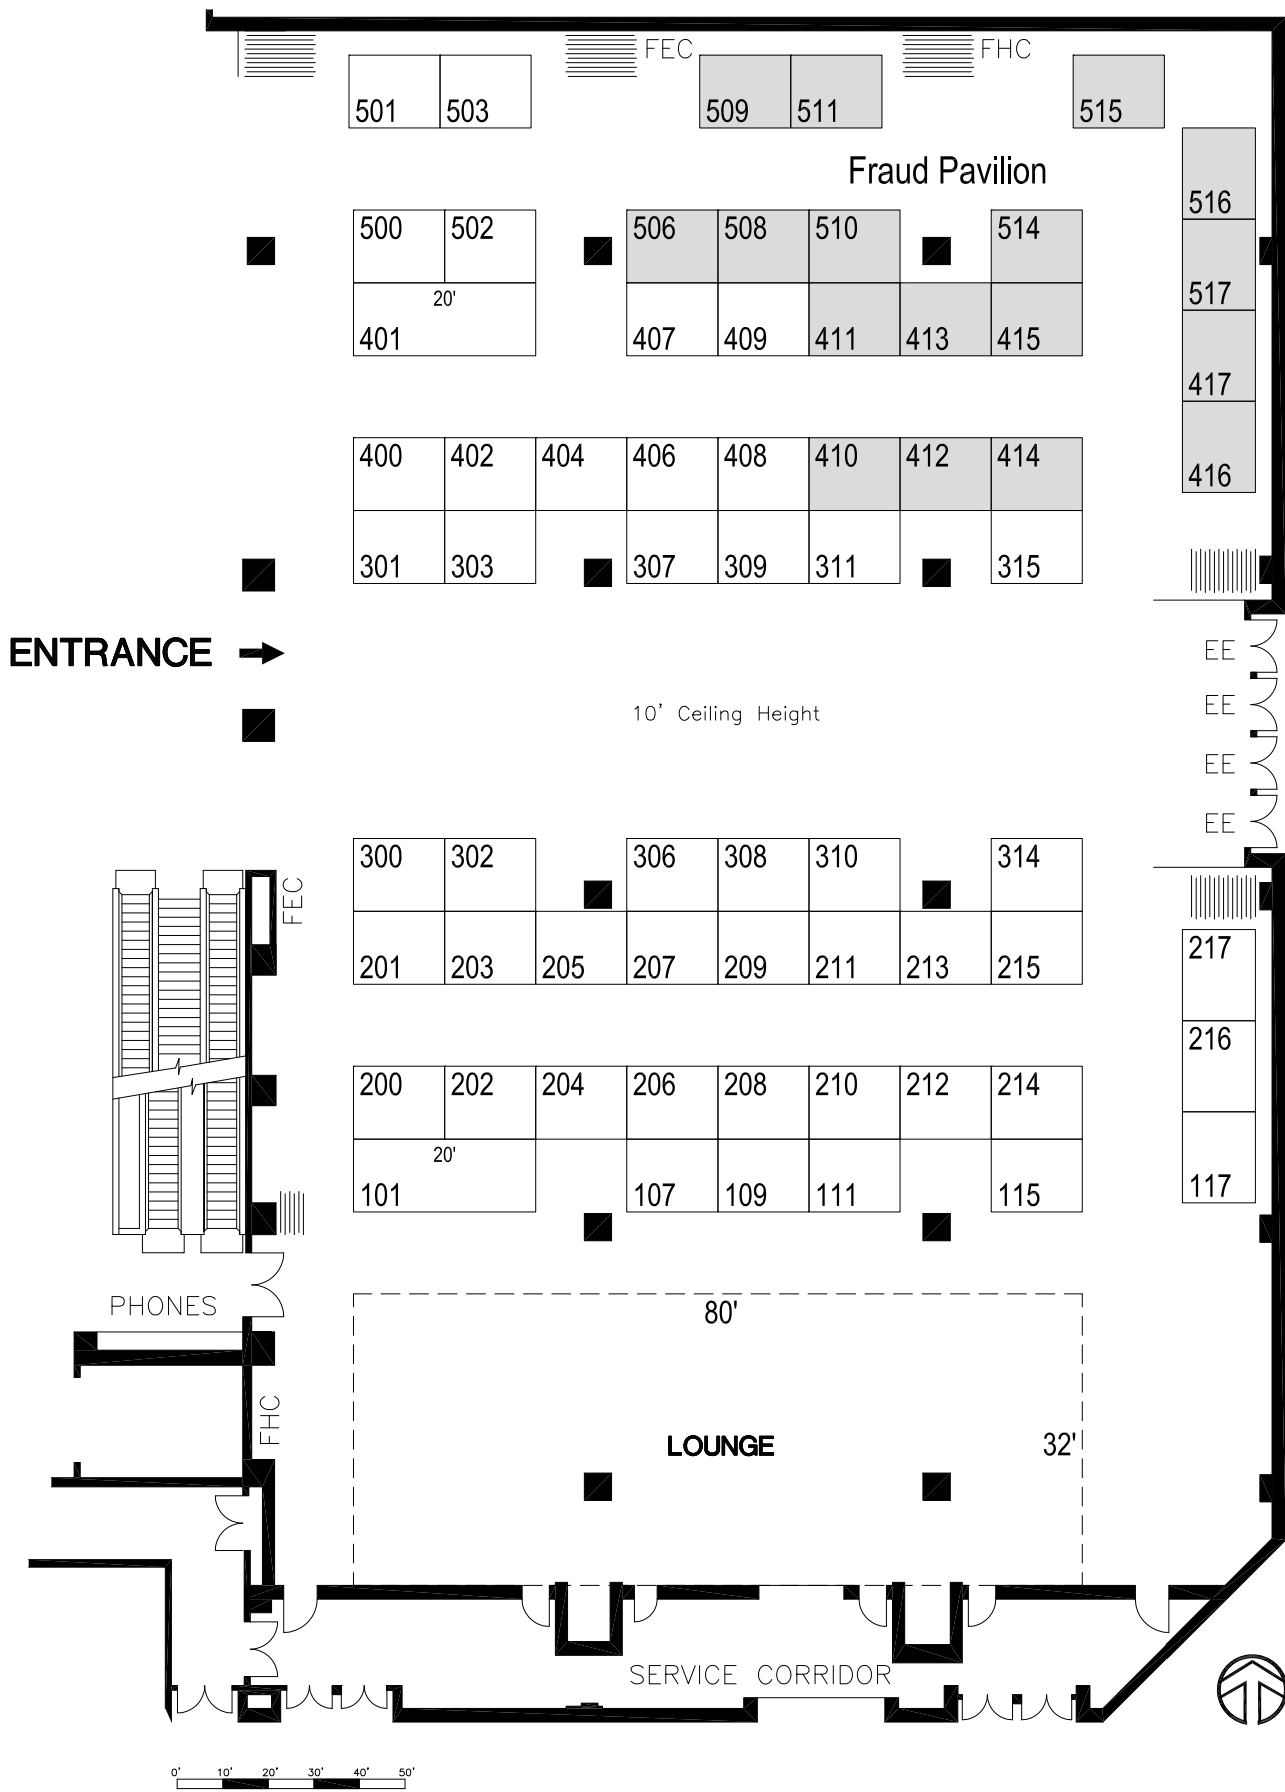 FEC
FHC
501 503 509 511 515
Fraud Pavilion
516
500 502 506 508 510 514
20'
517
401 407 409 411 413 415
417
400 402 404 406 408 410 412 414
416
301 303 307 309 311 315
ENTRANCE
EE
10' Ceiling Height
EE
EE
EE
300 302 306 308 310 314
FEC
217
201 203 205 207 209 211 213 215
216
200 202 204 206 208 210 212 214
20'
101 107 109 111 115
117
PHONES
80'
FHC
LOUNGE
32'
SERVICE CORRIDOR
0' 10' 20' 30' 40' 50'